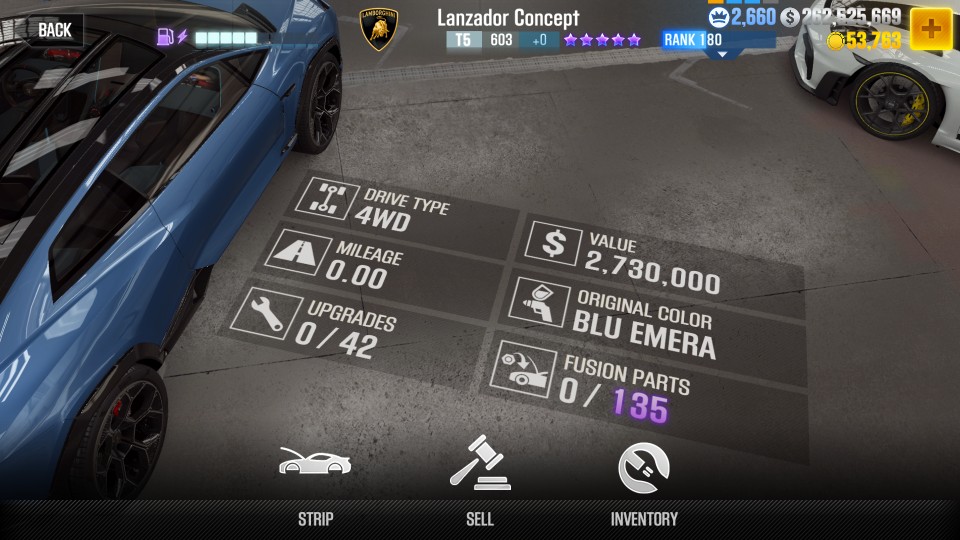 BACK
LAMBORGHINI
Lanzador Concept
T5 603 +0
RANK 180
2,660
$ 262,625,669
53,763
DRIVE TYPE
4WD
MILEAGE
0.00
UPGRADES
0 / 42
$
VALUE
2,730,000
ORIGINAL COLOR
BLU EMERA
FUSION PARTS
0 / 135
STRIP
SELL
INVENTORY